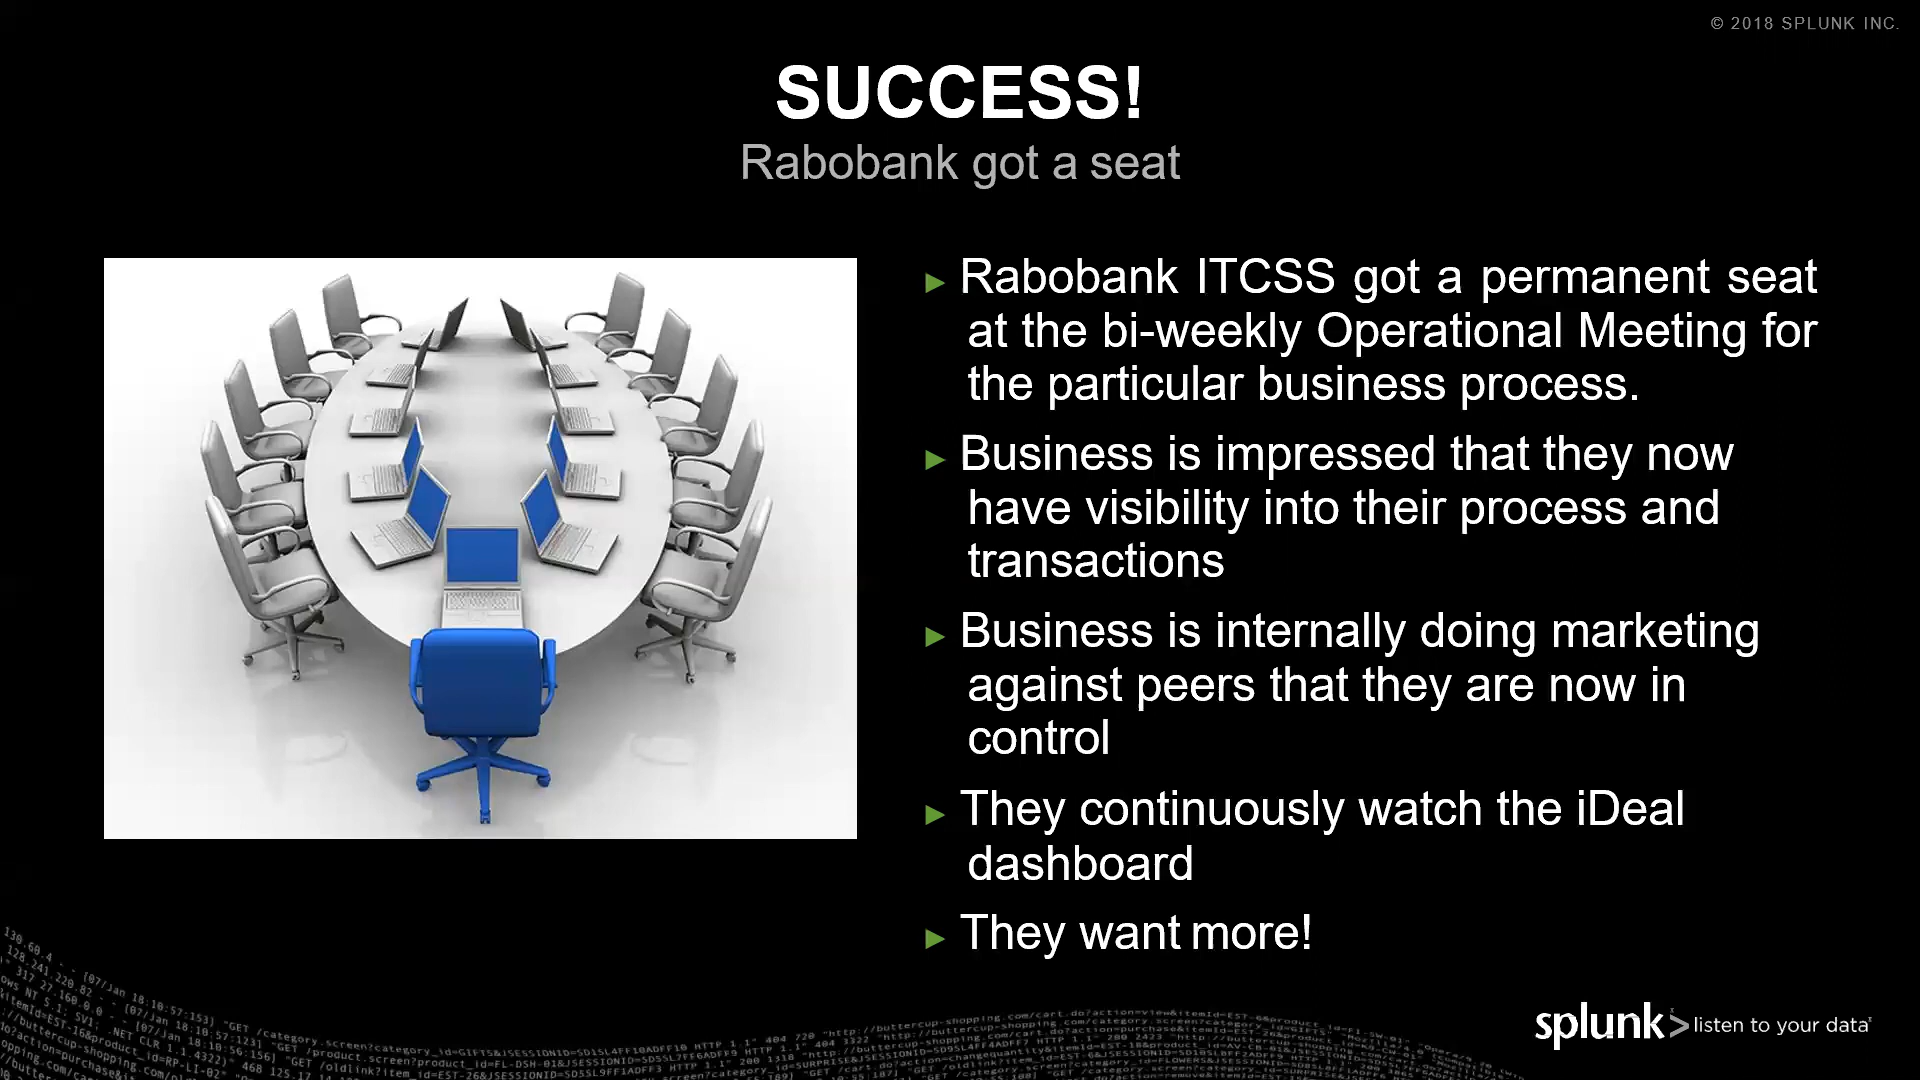 © 2018 SPLUNK INC.
SUCCESS!
Rabobank got a seat
► Rabobank ITCSS got a permanent seat
at the bi-weekly Operational Meeting for
the particular business process.
► Business is impressed that they now
have visibility into their process and
transactions
► Business is internally doing marketing
against peers that they are now in
control
► They continuously watch the iDeal
dashboard
► They want more!
splunk> listen to your data